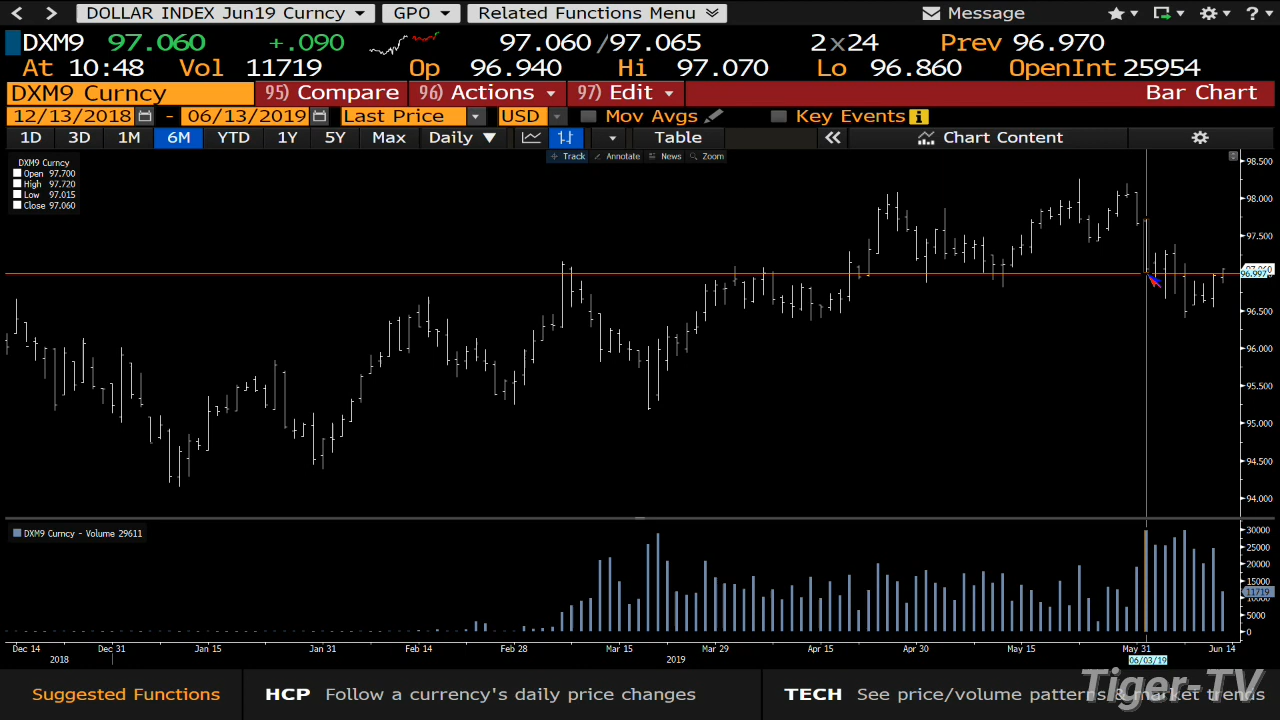 DOLLAR INDEX Jun19 Curncy GPO Related Functions Menu Message ?
DXM9 97.060 +.090 97.060/97.065 2x24 Prev 96.970
At 10:48 Vol 11719 Op 96.940 Hi 97.070 Lo 96.860 OpenInt 25954
DXM9 Curncy 95) Compare 96) Actions 97) Edit Bar Chart
12/13/2018 - 06/13/2019 Last Price USD Mov Avgs Key Events i
1D 3D 1M 6M YTD 1Y 5Y Max Daily Table Chart Content
Track Annotate News Zoom
DXM9 Curncy
Open 97.700
High 97.720
Low 97.015
Close 97.060
98.500
98.000
97.500
96.997
96.500
96.000
95.500
95.000
94.500
94.000
DXM9 Curncy - Volume 29611
30000
25000
20000
15000
11719
5000
0
Dec 14 Dec 31 Jan 15 Jan 31 Feb 14 Feb 28 Mar 15 Mar 29 Apr 15 Apr 30 May 15 May 31 Jun 14
2018 2019 06/03/19
Suggested Functions HCP Follow a currency's daily price changes TECH See price/volume patterns & market trends
Tiger-TV